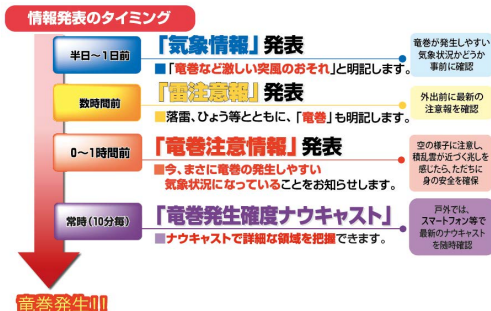 情報発表のタイミング
半日～1日前
「気象情報」発表
■「竜巻など激しい突風のおそれ」と明記します。
竜巻が発生しやすい
気象状況かどうか
事前に確認
数時間前
「雷注意報」発表
■落雷、ひょう等とともに、「竜巻」も明記します。
外出前に最新の
注意報を確認
0～1時間前
「竜巻注意情報」発表
■今、まさに竜巻の発生しやすい
気象状況になっていることをお知らせします。
空の様子に注意し、
積乱雲が近づく兆しを
感じたら、ただちに
身の安全を確保
常時(10分毎)
「竜巻発生確度ナウキャスト」
■ナウキャストで詳細な領域を把握できます。
戸外では、
スマートフォン等で
最新のナウキャスト
を随時確認
竜巻発生!!